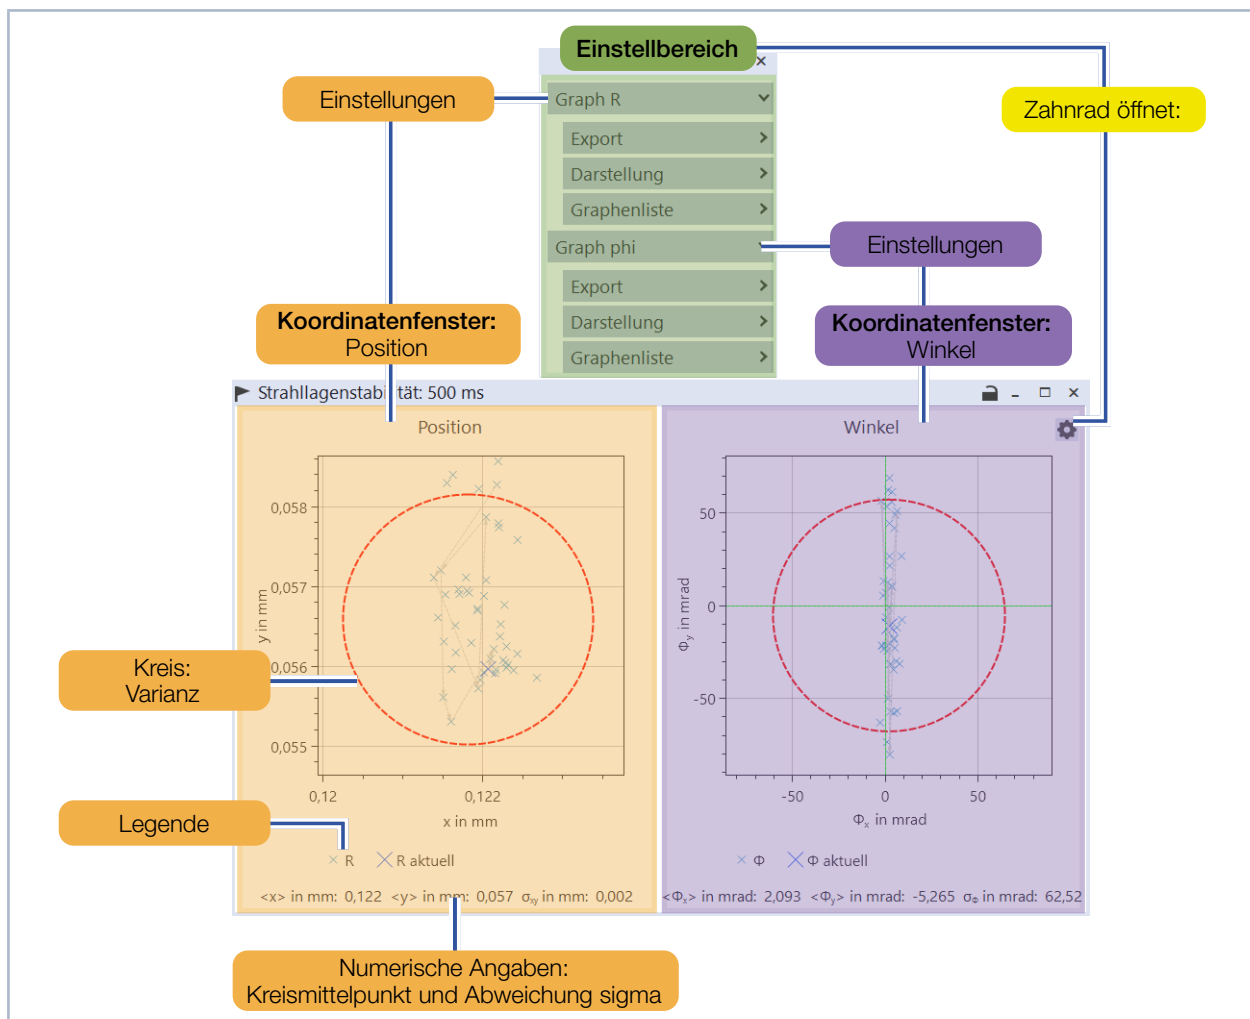 Einstellbereich
Einstellungen
Graph R
Zahnrad öffnet:
Export
Darstellung
Graphenliste
Graph phi
Einstellungen
Export
Darstellung
Graphenliste
Koordinatenfenster:
Position
Koordinatenfenster:
Winkel
Strahllagenstabilität: 500 ms
Position
Winkel
0,058
0,057
0,056
0,055
y in mm
0,12
0,122
x in mm
50
0
-50
Φy in mrad
-50
0
50
Φx in mrad
Kreis:
Varianz
Legende
R
R aktuell
Φ
Φ aktuell
<x> in mm: 0,122 <y> in mm: 0,057 σxy in mm: 0,002
<Φx> in mrad: 2,093 <Φy> in mrad: -5,265 σΦ in mrad: 62,52
Numerische Angaben:
Kreismittelpunkt und Abweichung sigma